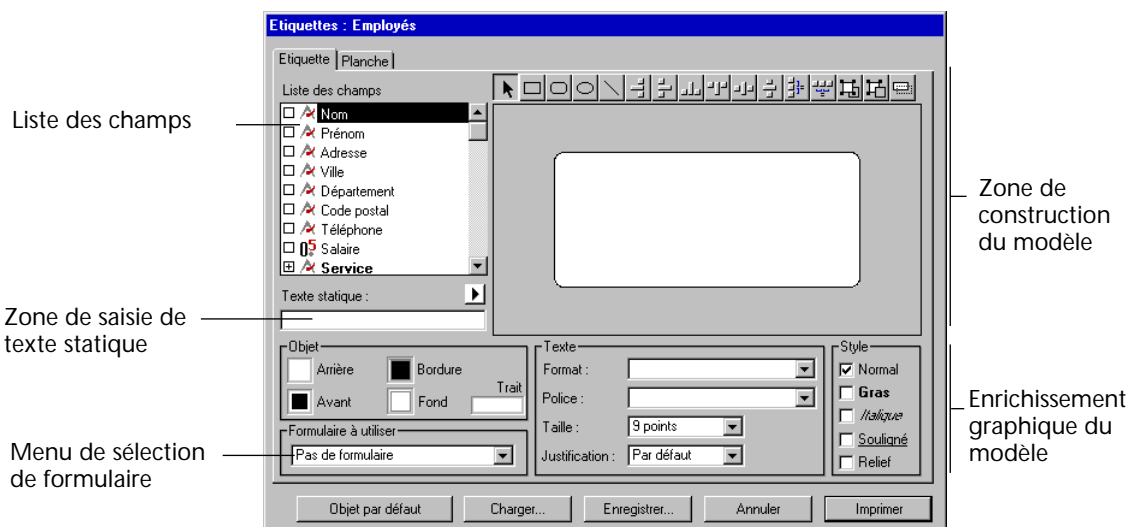 Etiquettes : Employés
Etiquette
Planche
Liste des champs
Liste des champs
Nom
Prénom
Adresse
Ville
Département
Code postal
Téléphone
Salaire
Service
Zone de
construction
du modèle
Texte statique :
Zone de saisie de
texte statique
Objet
Arrière
Bordure
Avant
Fond
Trait
Texte
Format :
Police :
Taille :
9 points
Justification :
Par défaut
Style
Normal
Gras
Italique
Souligné
Relief
Enrichissement
graphique du
modèle
Formulaire à utiliser
Pas de formulaire
Menu de sélection
de formulaire
Objet par défaut
Charger...
Enregistrer...
Annuler
Imprimer